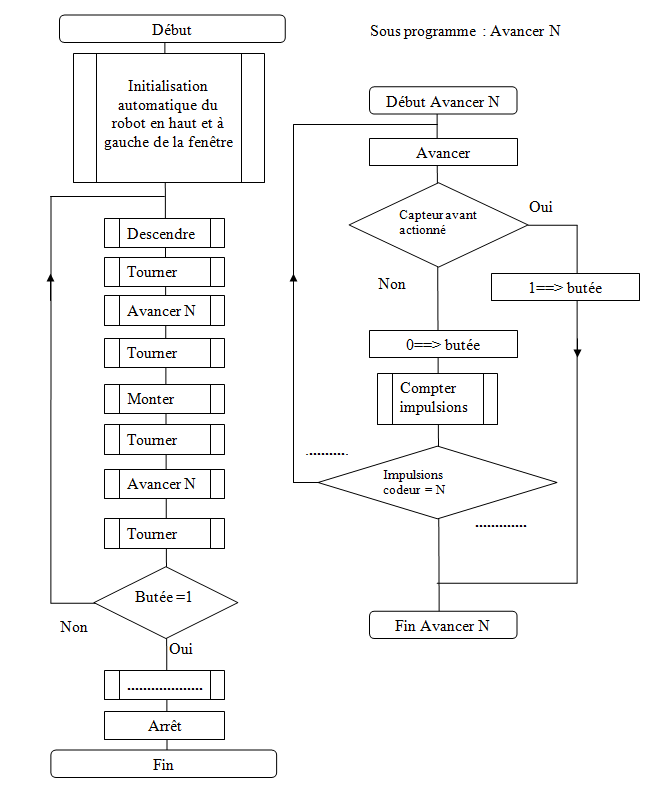 Début
Initialisation
automatique du
robot en haut et à
gauche de la fenêtre
Descendre
Tourner
Avancer N
Tourner
Monter
Tourner
Avancer N
Tourner
Butée =1
Non
Oui
...................
Arrêt
Fin
Sous programme : Avancer N
Début Avancer N
Avancer
Capteur avant
actionné
Oui
Non
1==> butée
0==> butée
Compter
impulsions
...........
Impulsions
codeur = N
.............
Fin Avancer N